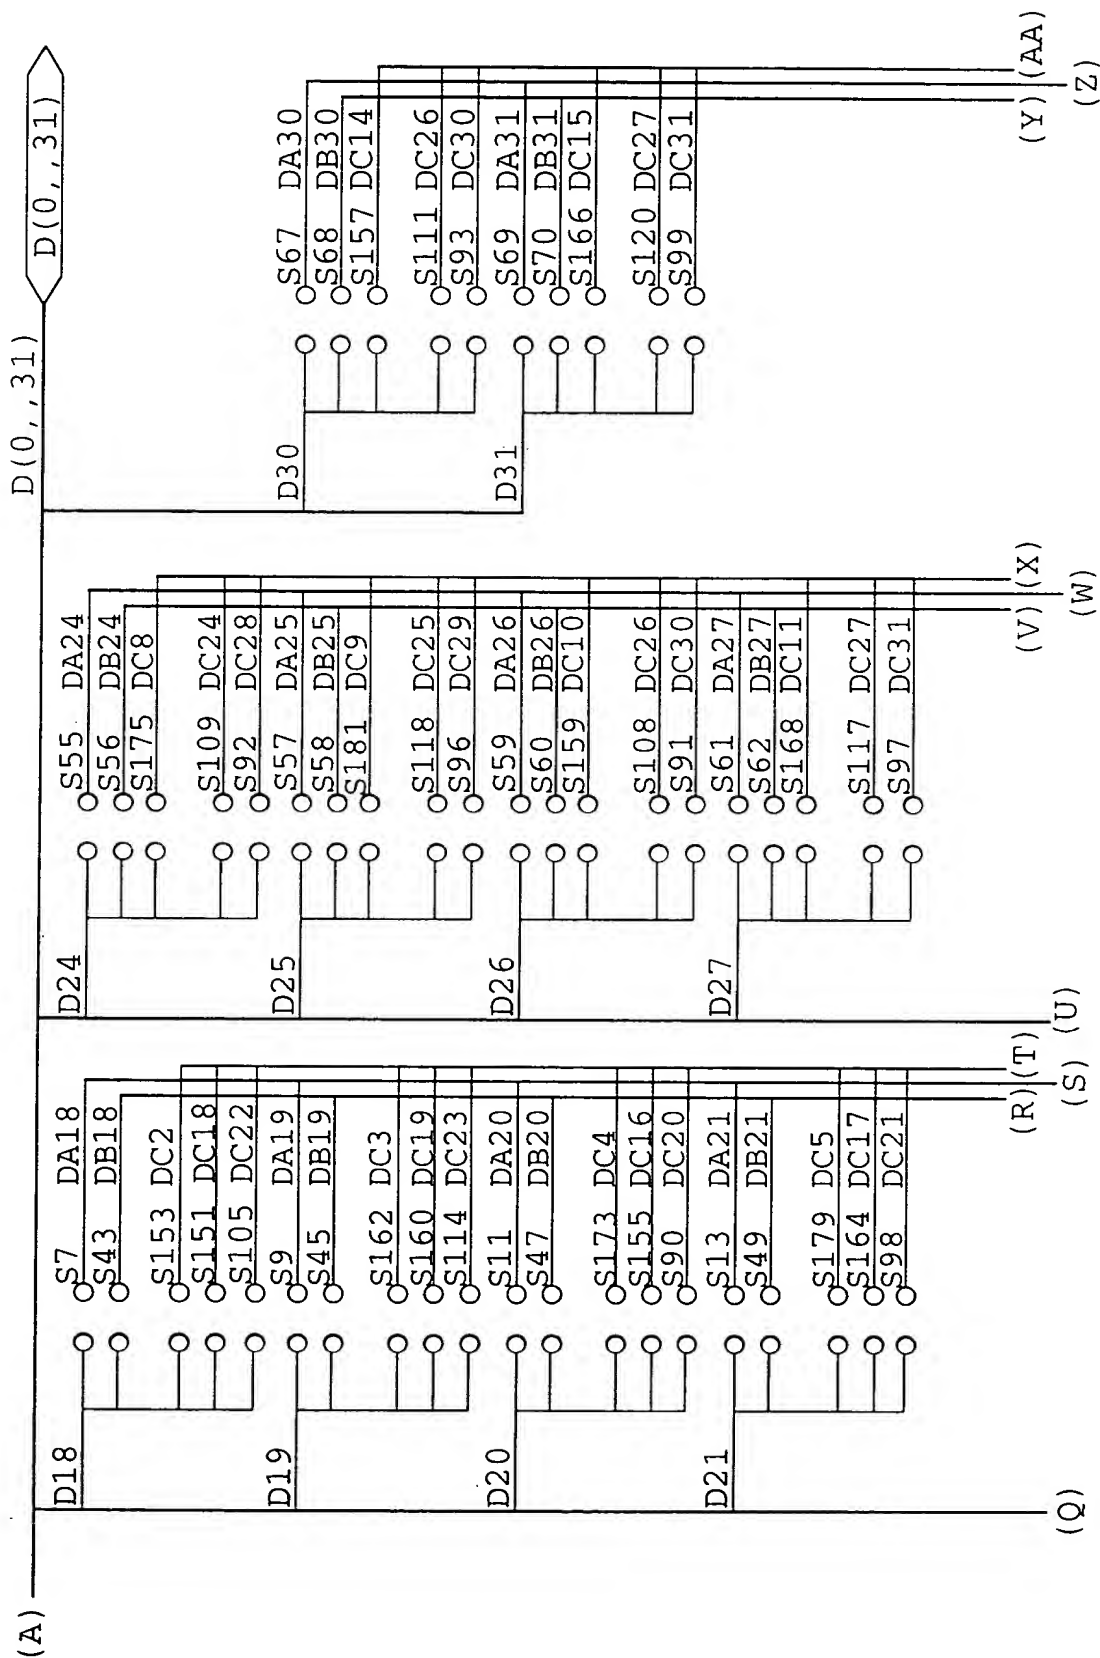 D(0,,31)
D(0,,31)
(A)
D18
S7 DA18
S43 DB18
S153 DC2
S151 DC18
S105 DC22
D19
S9 DA19
S45 DB19
S162 DC3
S160 DC19
S114 DC23
D20
S11 DA20
S47 DB20
S173 DC4
S155 DC16
S90 DC20
D21
S13 DA21
S49 DB21
S179 DC5
S164 DC17
S98 DC21
(Q)
(R)
(T)
(S)
D24
S55 DA24
S56 DB24
S175 DC8
S109 DC24
S92 DC28
D25
S57 DA25
S58 DB25
S181 DC9
S118 DC25
S96 DC29
D26
S59 DA26
S60 DB26
S159 DC10
S108 DC26
S91 DC30
D27
S61 DA27
S62 DB27
S168 DC11
S117 DC27
S97 DC31
(U)
(V)
(X)
(W)
D30
S67 DA30
S68 DB30
S157 DC14
S111 DC26
S93 DC30
D31
S69 DA31
S70 DB31
S166 DC15
S120 DC27
S99 DC31
(Y)
(AA)
(Z)